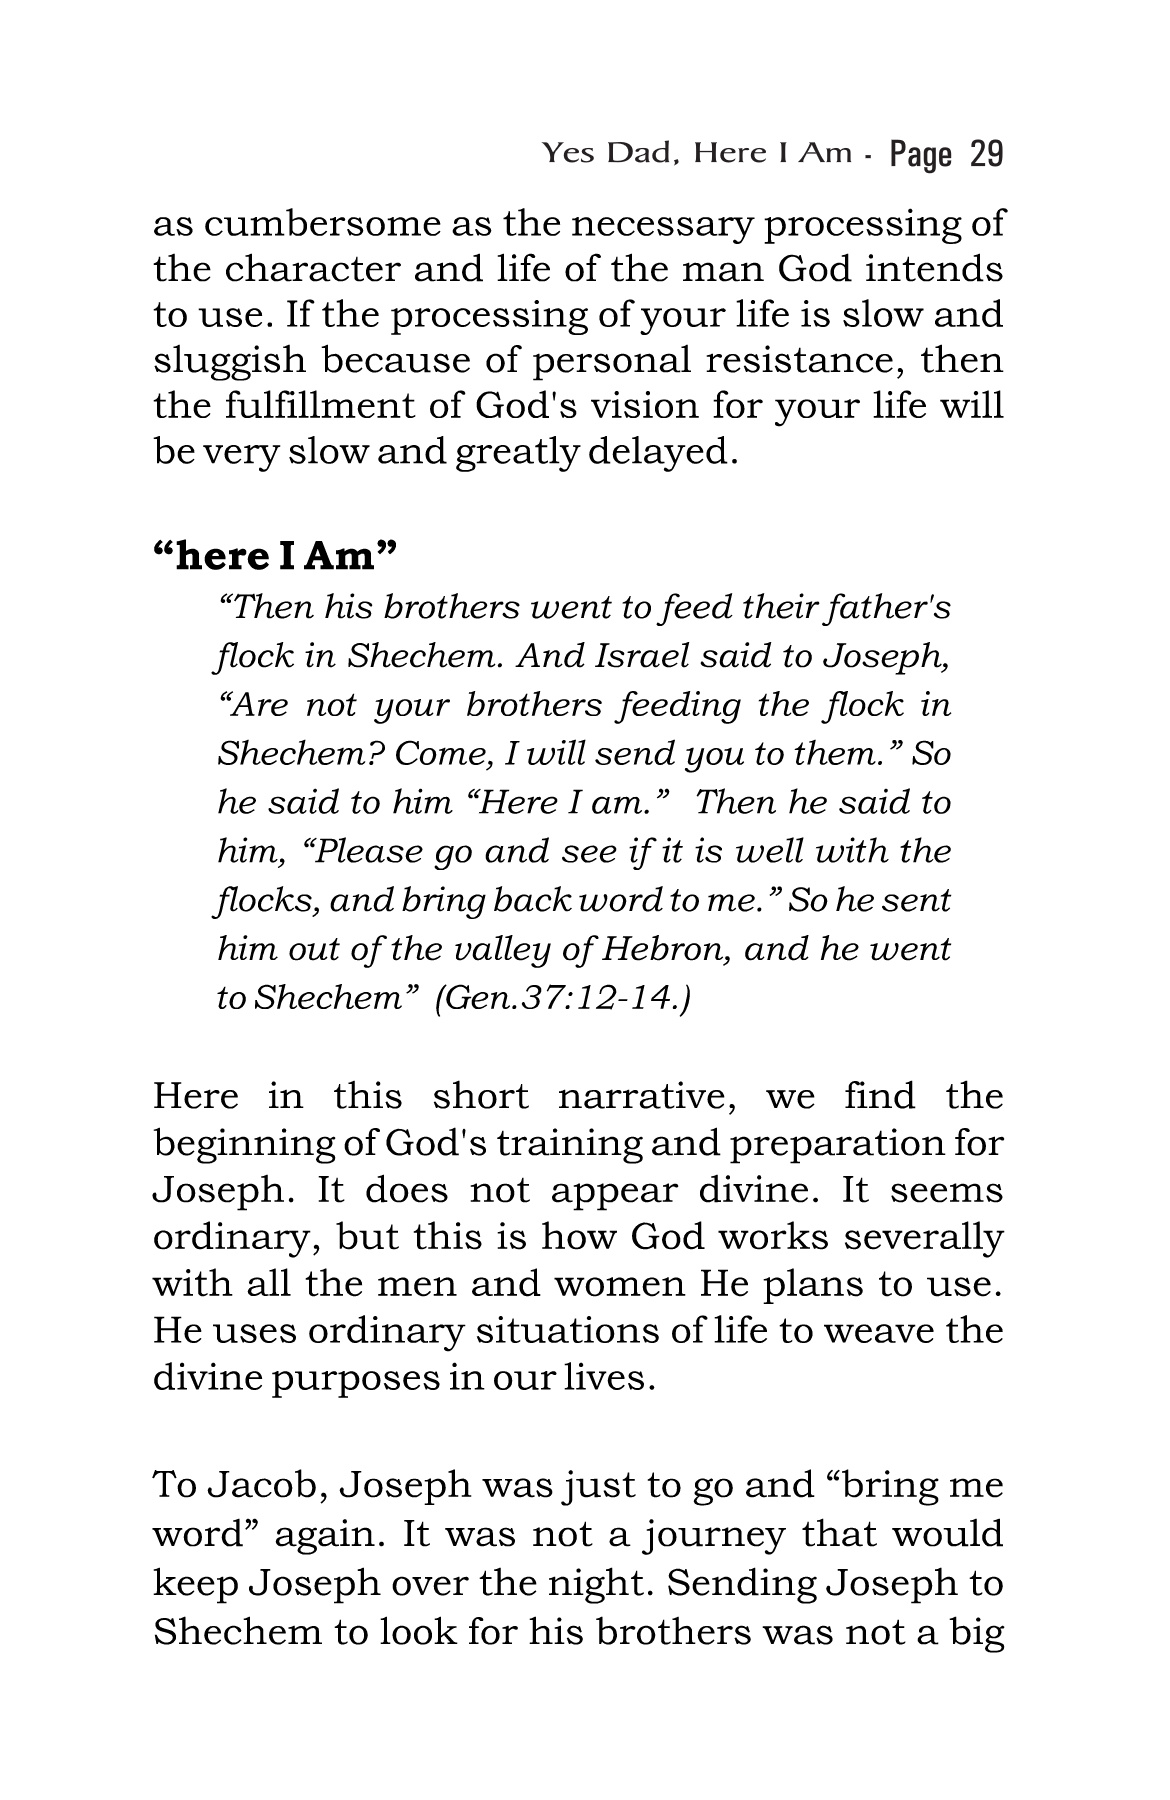 Yes Dad, Here I Am - Page 29
as cumbersome as the necessary processing of
the character and life of the man God intends
to use. If the processing of your life is slow and
sluggish because of personal resistance, then
the fulfillment of God's vision for your life will
be very slow and greatly delayed.
“here I Am”
“Then his brothers went to feed their father's
flock in Shechem. And Israel said to Joseph,
“Are not your brothers feeding the flock in
Shechem? Come, I will send you to them.” So
he said to him “Here I am.” Then he said to
him, “Please go and see if it is well with the
flocks, and bring back word to me.” So he sent
him out of the valley of Hebron, and he went
to Shechem” (Gen.37:12-14.)
Here in this short narrative, we find the
beginning of God's training and preparation for
Joseph. It does not appear divine. It seems
ordinary, but this is how God works severally
with all the men and women He plans to use.
He uses ordinary situations of life to weave the
divine purposes in our lives.
To Jacob, Joseph was just to go and “bring me
word” again. It was not a journey that would
keep Joseph over the night. Sending Joseph to
Shechem to look for his brothers was not a big